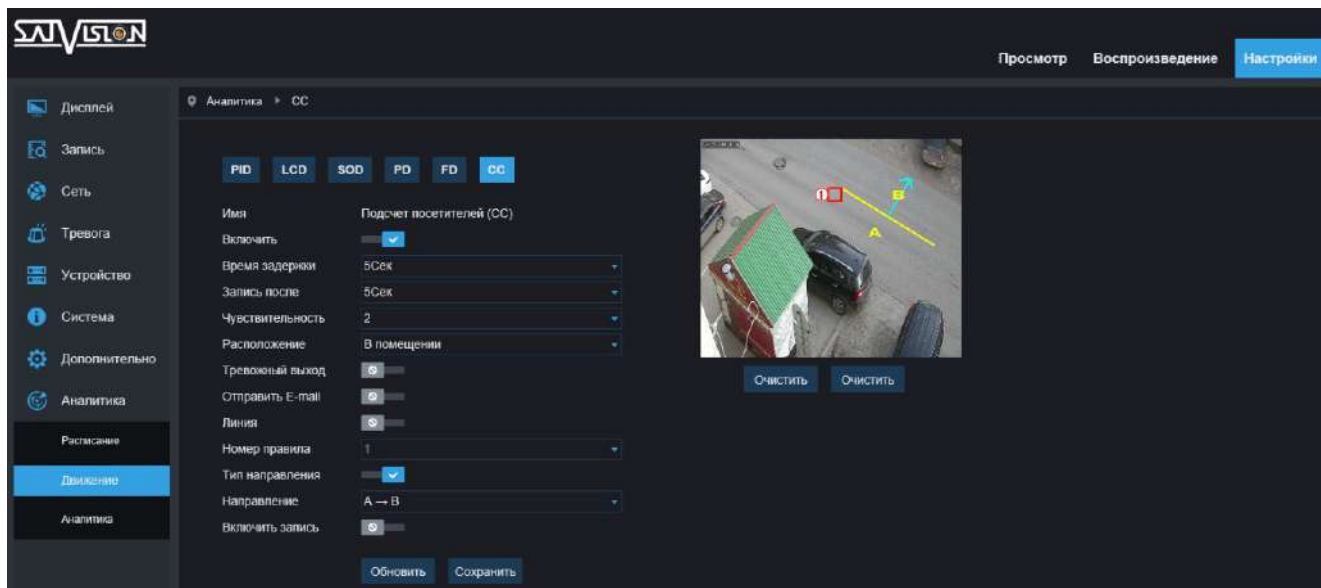 SATVISION
Просмотр Воспроизведение Настройки
Дисплей
Запись
Сеть
Тревога
Устройство
Система
Дополнительно
Аналитика
Расписание
Движение
Аналитика
Аналитика CC
PID LCD SOD PD FD CC
Имя Подсчет посетителей (CC)
Включить
Время задержки 5Сек
Запись после 5Сек
Чувствительность 2
Расположение В помещении
Тревожный выход
Отправить E-mail
Линия
Номер правила 1
Тип направления
Направление A → B
Включить запись
Обновить Сохранить
1
B
A
Очистить Очистить